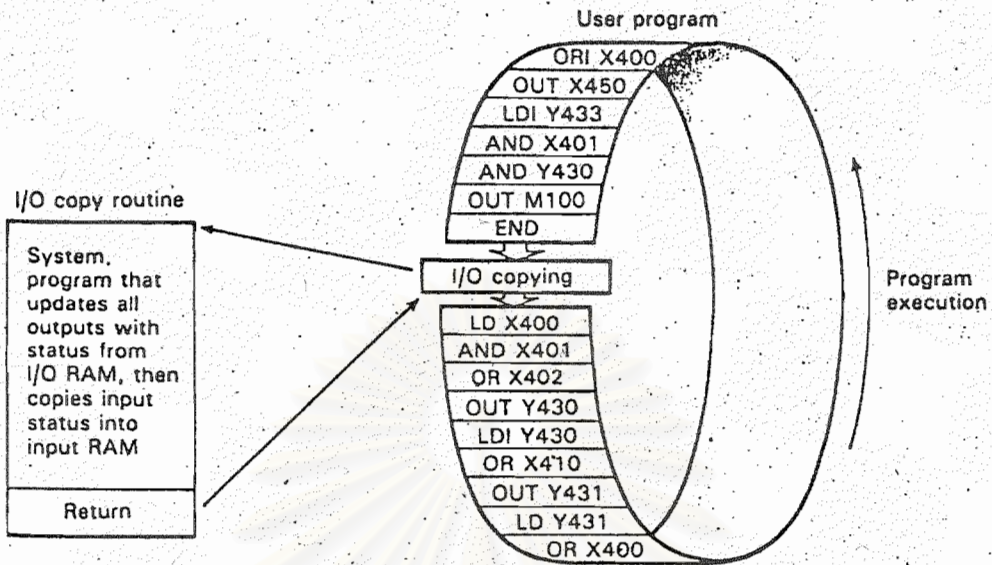 User program
ORI X400
OUT X450
LDI Y433
AND X401
AND Y430
OUT M100
END
I/O copying
LD X400
AND X401
OR X402
OUT Y430
LDI Y430
OR X410
OUT Y431
LD Y431
OR X400
I/O copy routine
System,
program that
updates all
outputs with
status from
I/O RAM, then
copies input
status into
input RAM
Return
Program
execution